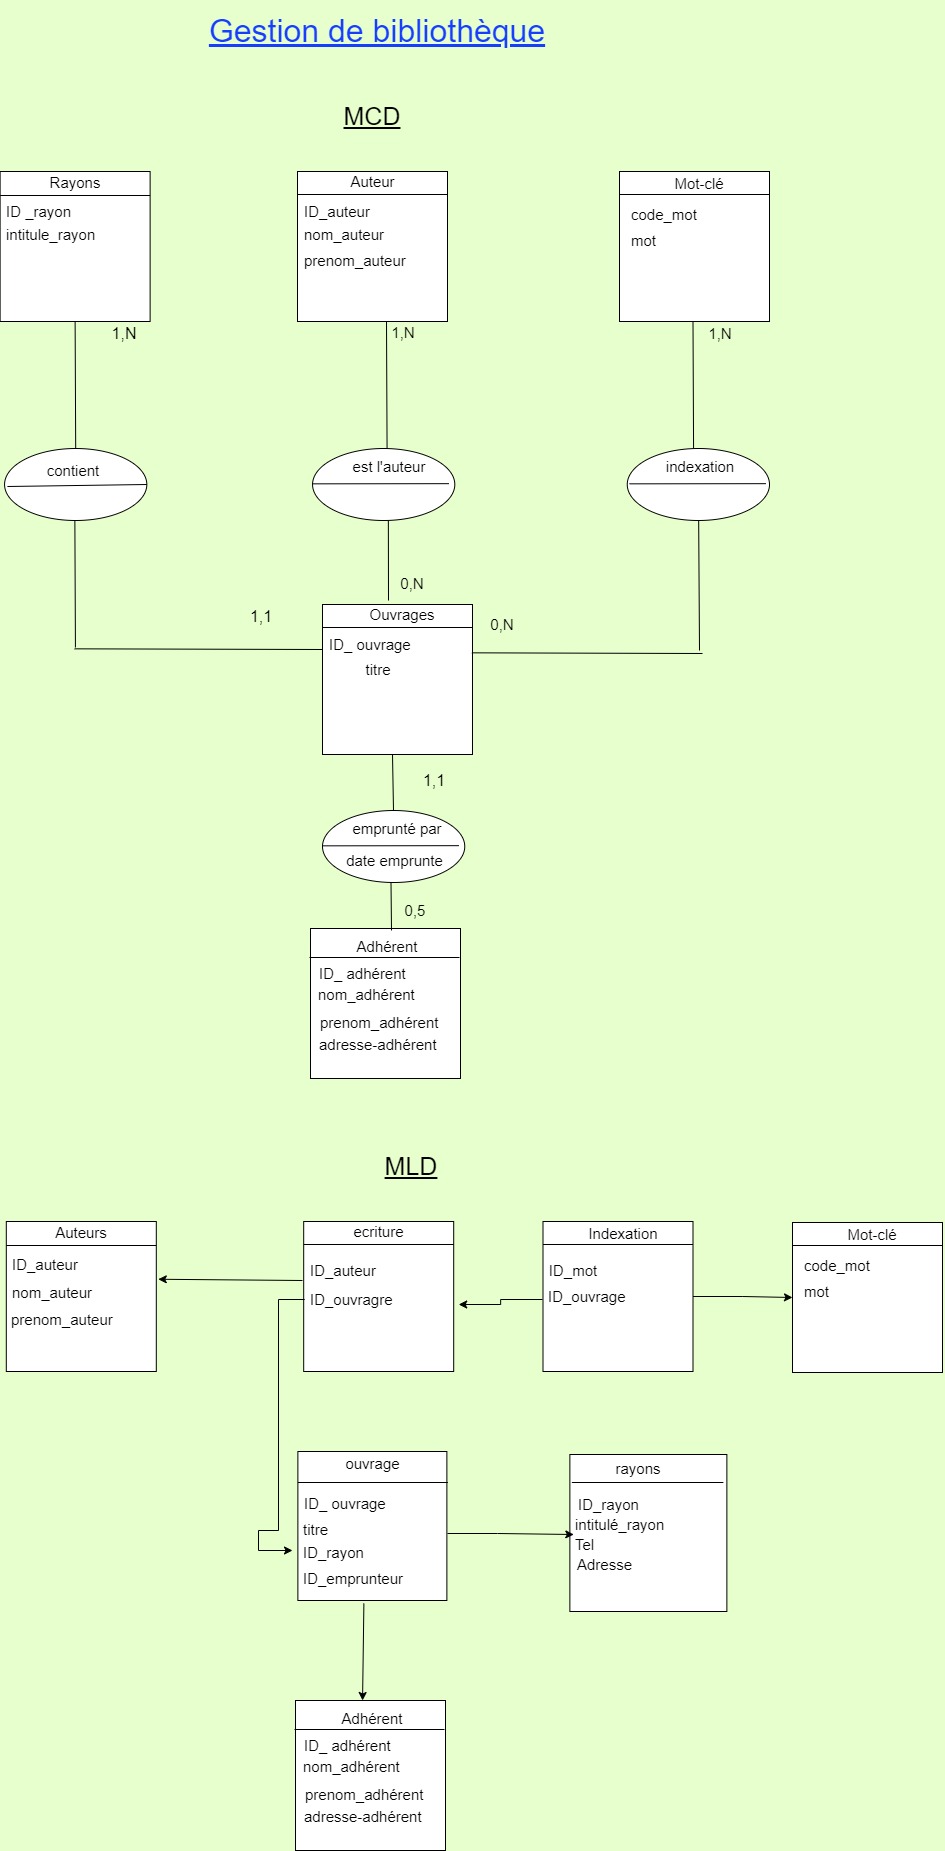 Gestion de bibliothèque
MCD
Rayons
ID _rayon
intitule_rayon
Auteur
ID_auteur
nom_auteur
prenom_auteur
Mot-clé
code_mot
mot
1,N
1,N
1,N
contient
est l'auteur
indexation
0,N
1,1
0,N
Ouvrages
ID_ ouvrage
titre
1,1
emprunté par
date emprunte
0,5
Adhérent
ID_ adhérent
nom_adhérent
prenom_adhérent
adresse-adhérent
MLD
Auteurs
ID_auteur
nom_auteur
prenom_auteur
ecriture
ID_auteur
ID_ouvragre
Indexation
ID_mot
ID_ouvrage
Mot-clé
code_mot
mot
ouvrage
ID_ ouvrage
titre
ID_rayon
ID_emprunteur
rayons
ID_rayon
intitulé_rayon
Tel
Adresse
Adhérent
ID_ adhérent
nom_adhérent
prenom_adhérent
adresse-adhérent